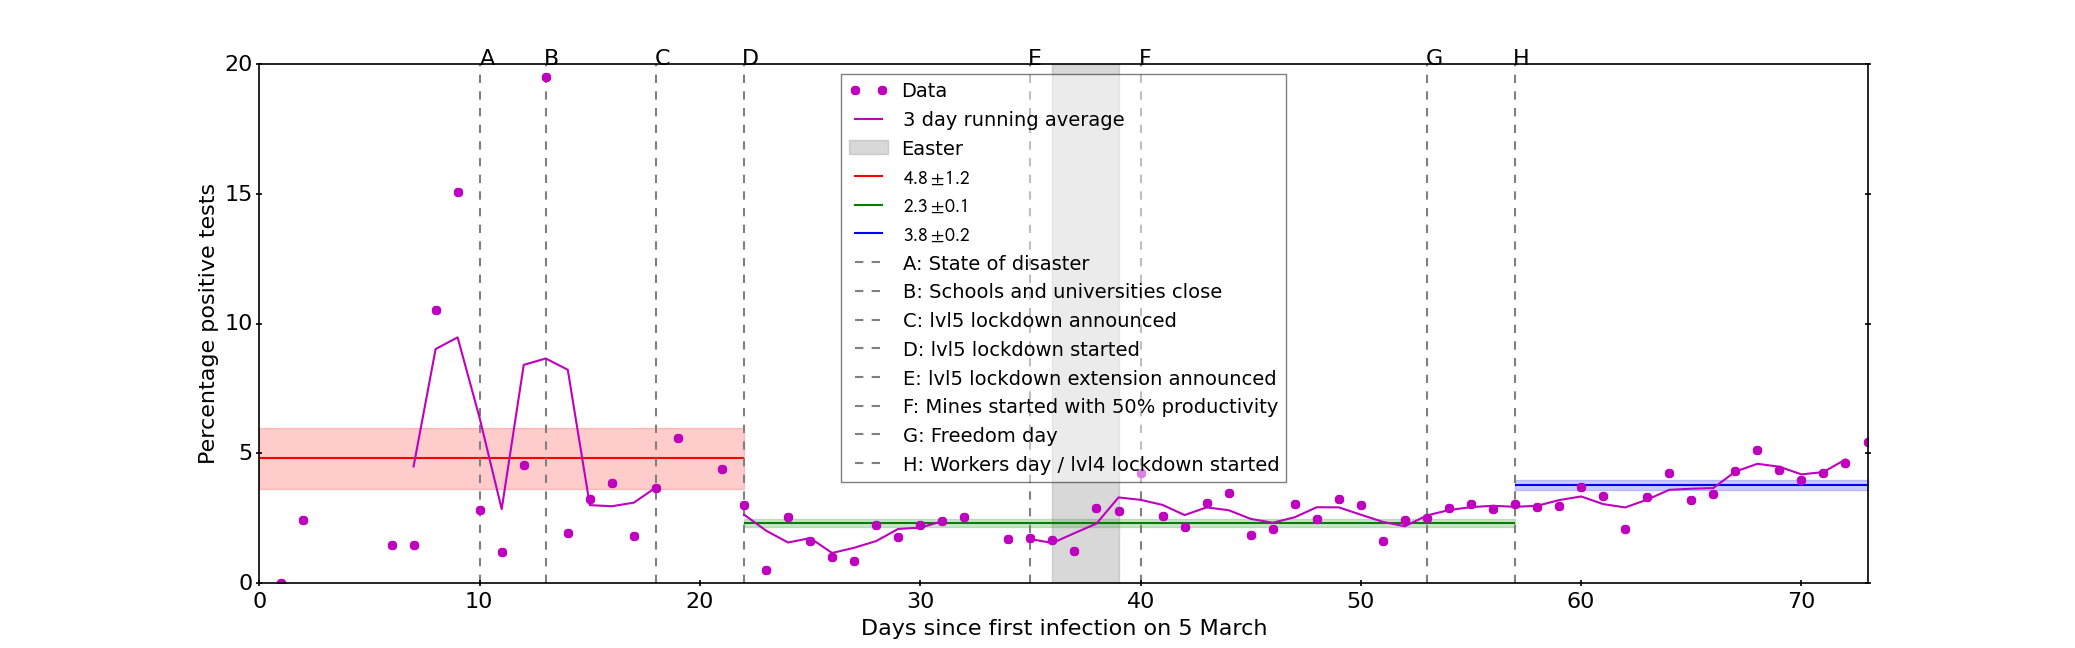 A B C D E F G H
20
15
10
5
0
Percentage positive tests
Data
3 day running average
Easter
4.8±1.2
2.3±0.1
3.8±0.2
A: State of disaster
B: Schools and universities close
C: lvl5 lockdown announced
D: lvl5 lockdown started
E: lvl5 lockdown extension announced
F: Mines started with 50% productivity
G: Freedom day
H: Workers day / lvl4 lockdown started
0 10 20 30 40 50 60 70
Days since first infection on 5 March